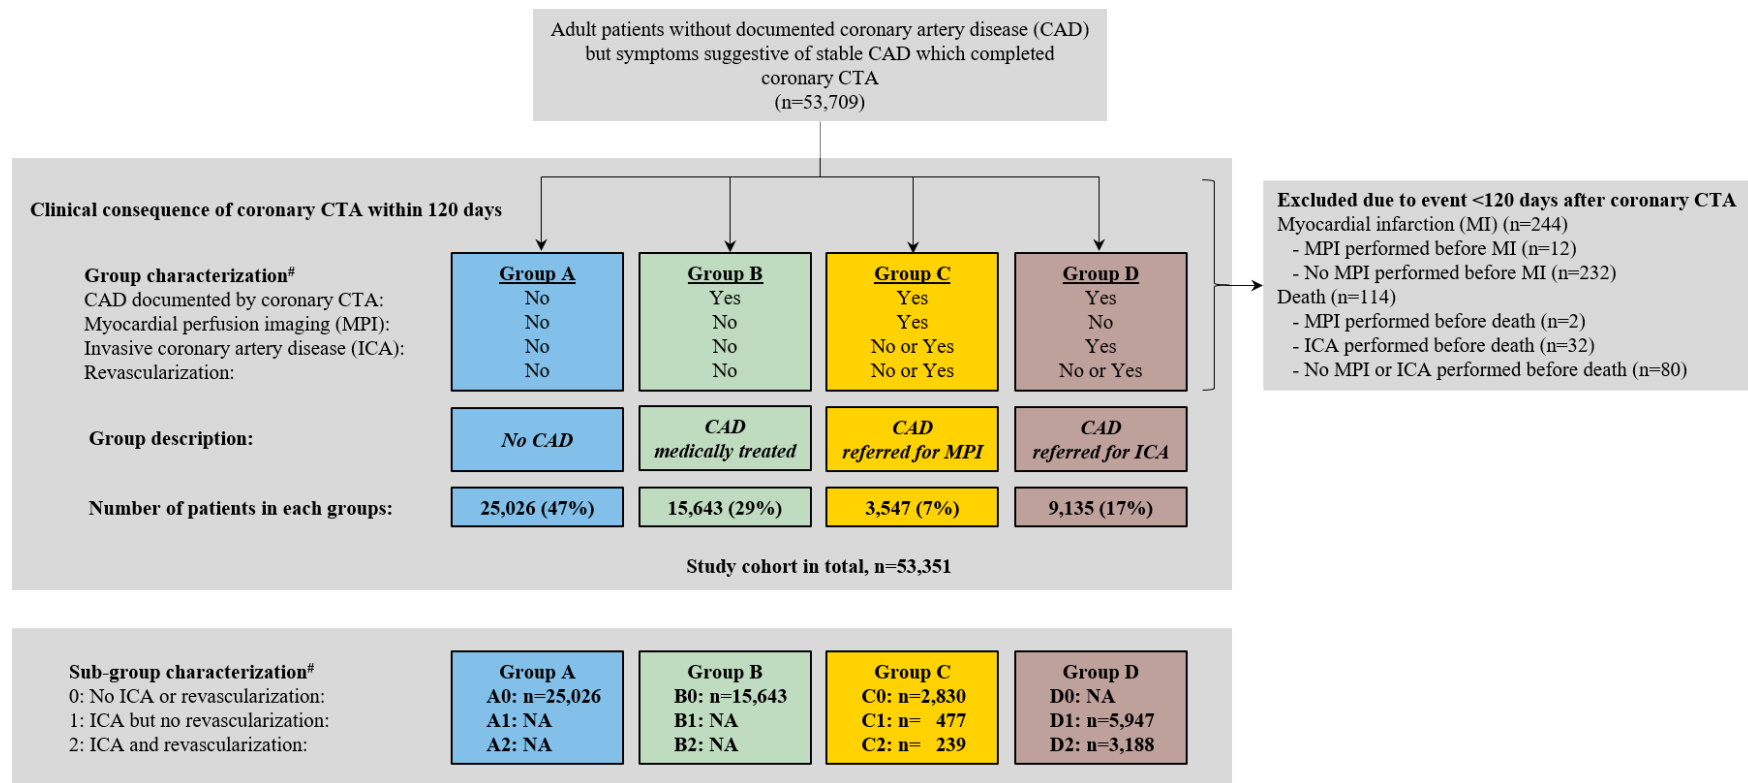 Adult patients without documented coronary artery disease (CAD)
but symptoms suggestive of stable CAD which completed
coronary CTA
(n=53,709)
Clinical consequence of coronary CTA within 120 days
Group characterization#
CAD documented by coronary CTA:
Myocardial perfusion imaging (MPI):
Invasive coronary artery disease (ICA):
Revascularization:
Group A
No
No
No
No
Group B
Yes
No
No
No
Group C
Yes
Yes
No or Yes
No or Yes
Group D
Yes
No
Yes
No or Yes
Excluded due to event <120 days after coronary CTA
Myocardial infarction (MI) (n=244)
- MPI performed before MI (n=12)
- No MPI performed before MI (n=232)
Death (n=114)
- MPI performed before death (n=2)
- ICA performed before death (n=32)
- No MPI or ICA performed before death (n=80)
Group description:
No CAD
CAD
medically treated
CAD
referred for MPI
CAD
referred for ICA
Number of patients in each groups:
25,026 (47%)
15,643 (29%)
3,547 (7%)
9,135 (17%)
Study cohort in total, n=53,351
Sub-group characterization#
0: No ICA or revascularization:
1: ICA but no revascularization:
2: ICA and revascularization:
Group A
A0: n=25,026
A1: NA
A2: NA
Group B
B0: n=15,643
B1: NA
B2: NA
Group C
C0: n=2,830
C1: n= 477
C2: n= 239
Group D
D0: NA
D1: n=5,947
D2: n=3,188